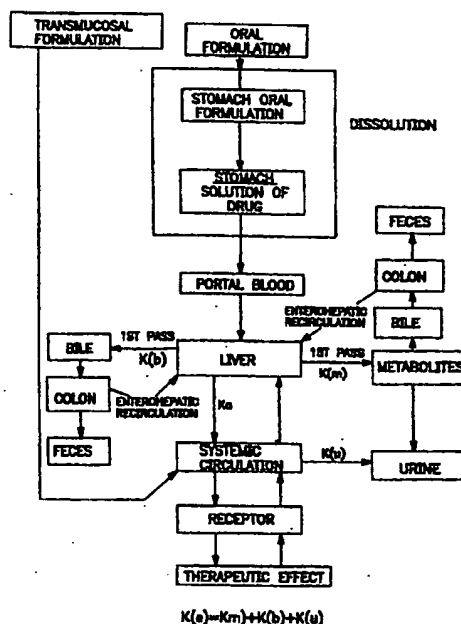 TRANSMUCOSAL
FORMULATION
ORAL
FORMULATION
STOMACH ORAL
FORMULATION
DISSOLUTION
STOMACH
SOLUTION OF
DRUG
FECES
COLON
PORTAL BLOOD
ENTEROHEPATIC
RECIRCULATION
BILE
BILE
1ST PASS
K(b)
LIVER
1ST PASS
K(m)
METABOLITES
COLON
ENTEROHEPATIC
RECIRCULATION
Ka
FECES
SYSTEMIC
CIRCULATION
K(u)
URINE
RECEPTOR
THERAPEUTIC EFFECT
K(a)=Km)+K(b)+K(u)